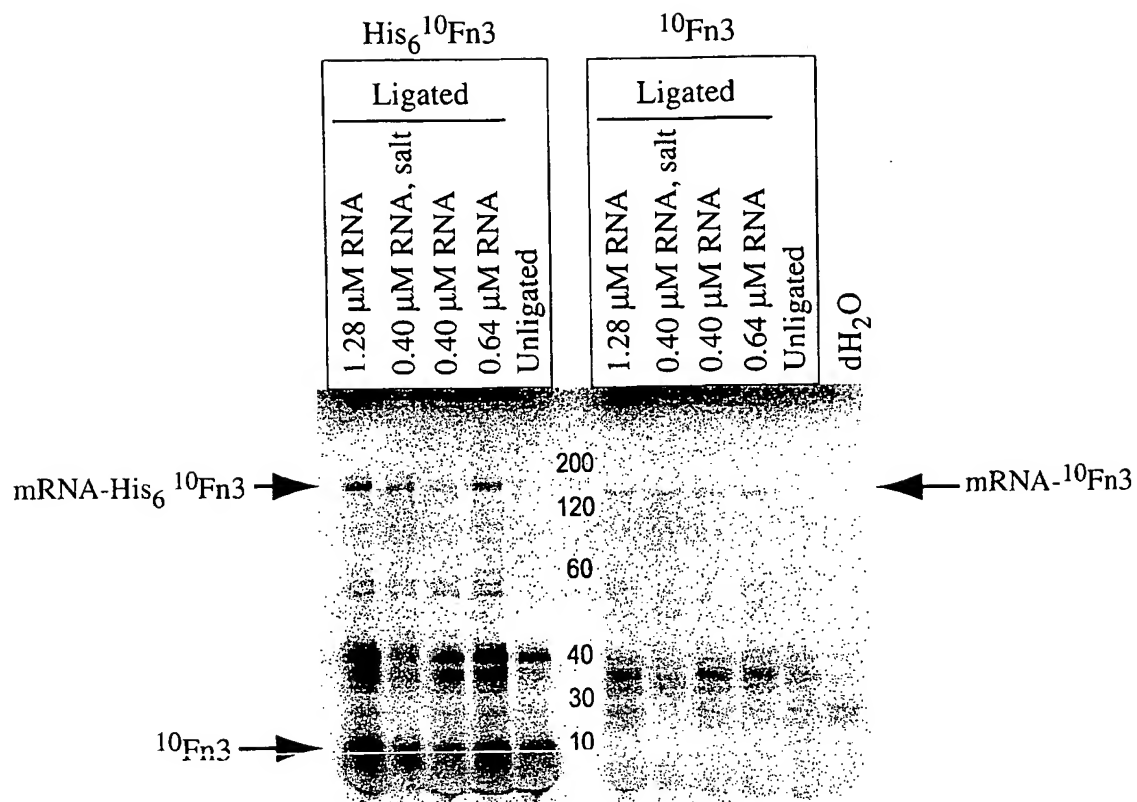 His₆¹⁰Fn3
¹⁰Fn3
Ligated
Ligated
1.28 µM RNA
0.40 µM RNA, salt
0.40 µM RNA
0.64 µM RNA
Unligated
1.28 µM RNA
0.40 µM RNA, salt
0.40 µM RNA
0.64 µM RNA
Unligated
dH₂O
mRNA-His₆ ¹⁰Fn3
200
mRNA-¹⁰Fn3
120
60
40
30
10
¹⁰Fn3